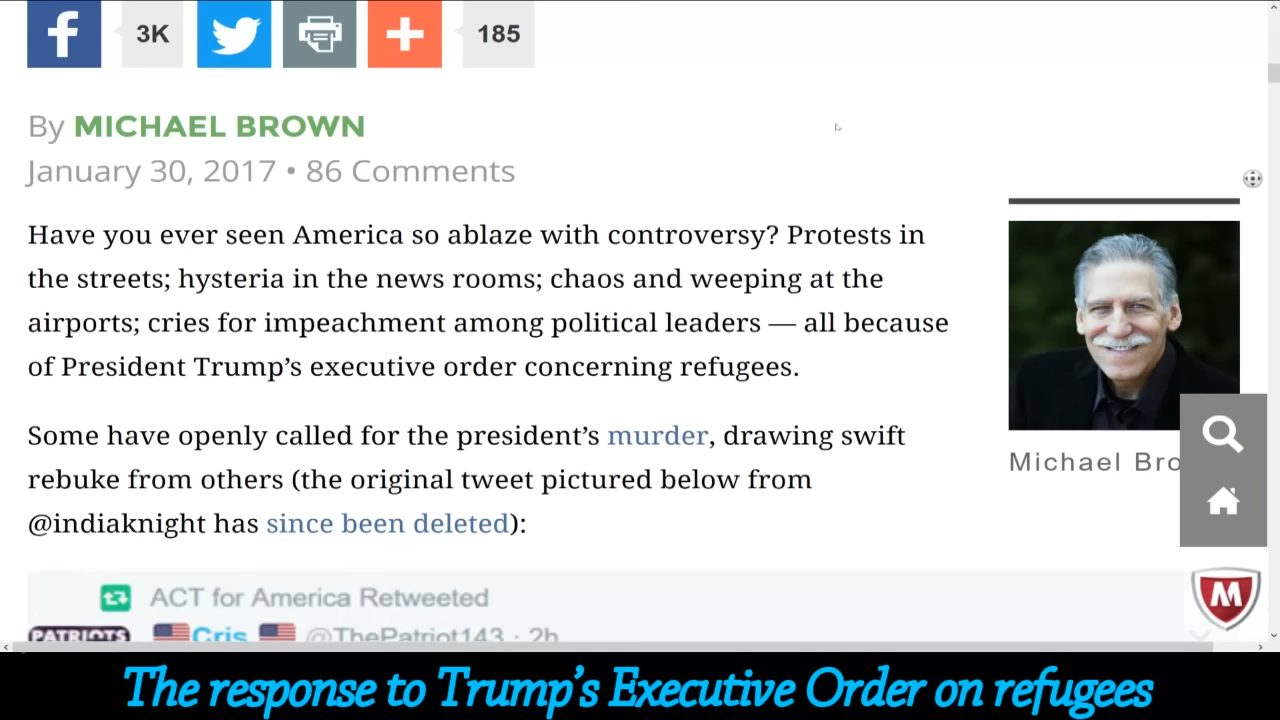 3K
185
By MICHAEL BROWN
January 30, 2017 • 86 Comments
Have you ever seen America so ablaze with controversy? Protests in
the streets; hysteria in the news rooms; chaos and weeping at the
airports; cries for impeachment among political leaders — all because
of President Trump’s executive order concerning refugees.
Michael Bro
Some have openly called for the president’s murder, drawing swift
rebuke from others (the original tweet pictured below from
@indiaknight has since been deleted):
ACT for America Retweeted
PATRIOTS Cris @ThePatriot143 · 2h
The response to Trump’s Executive Order on refugees